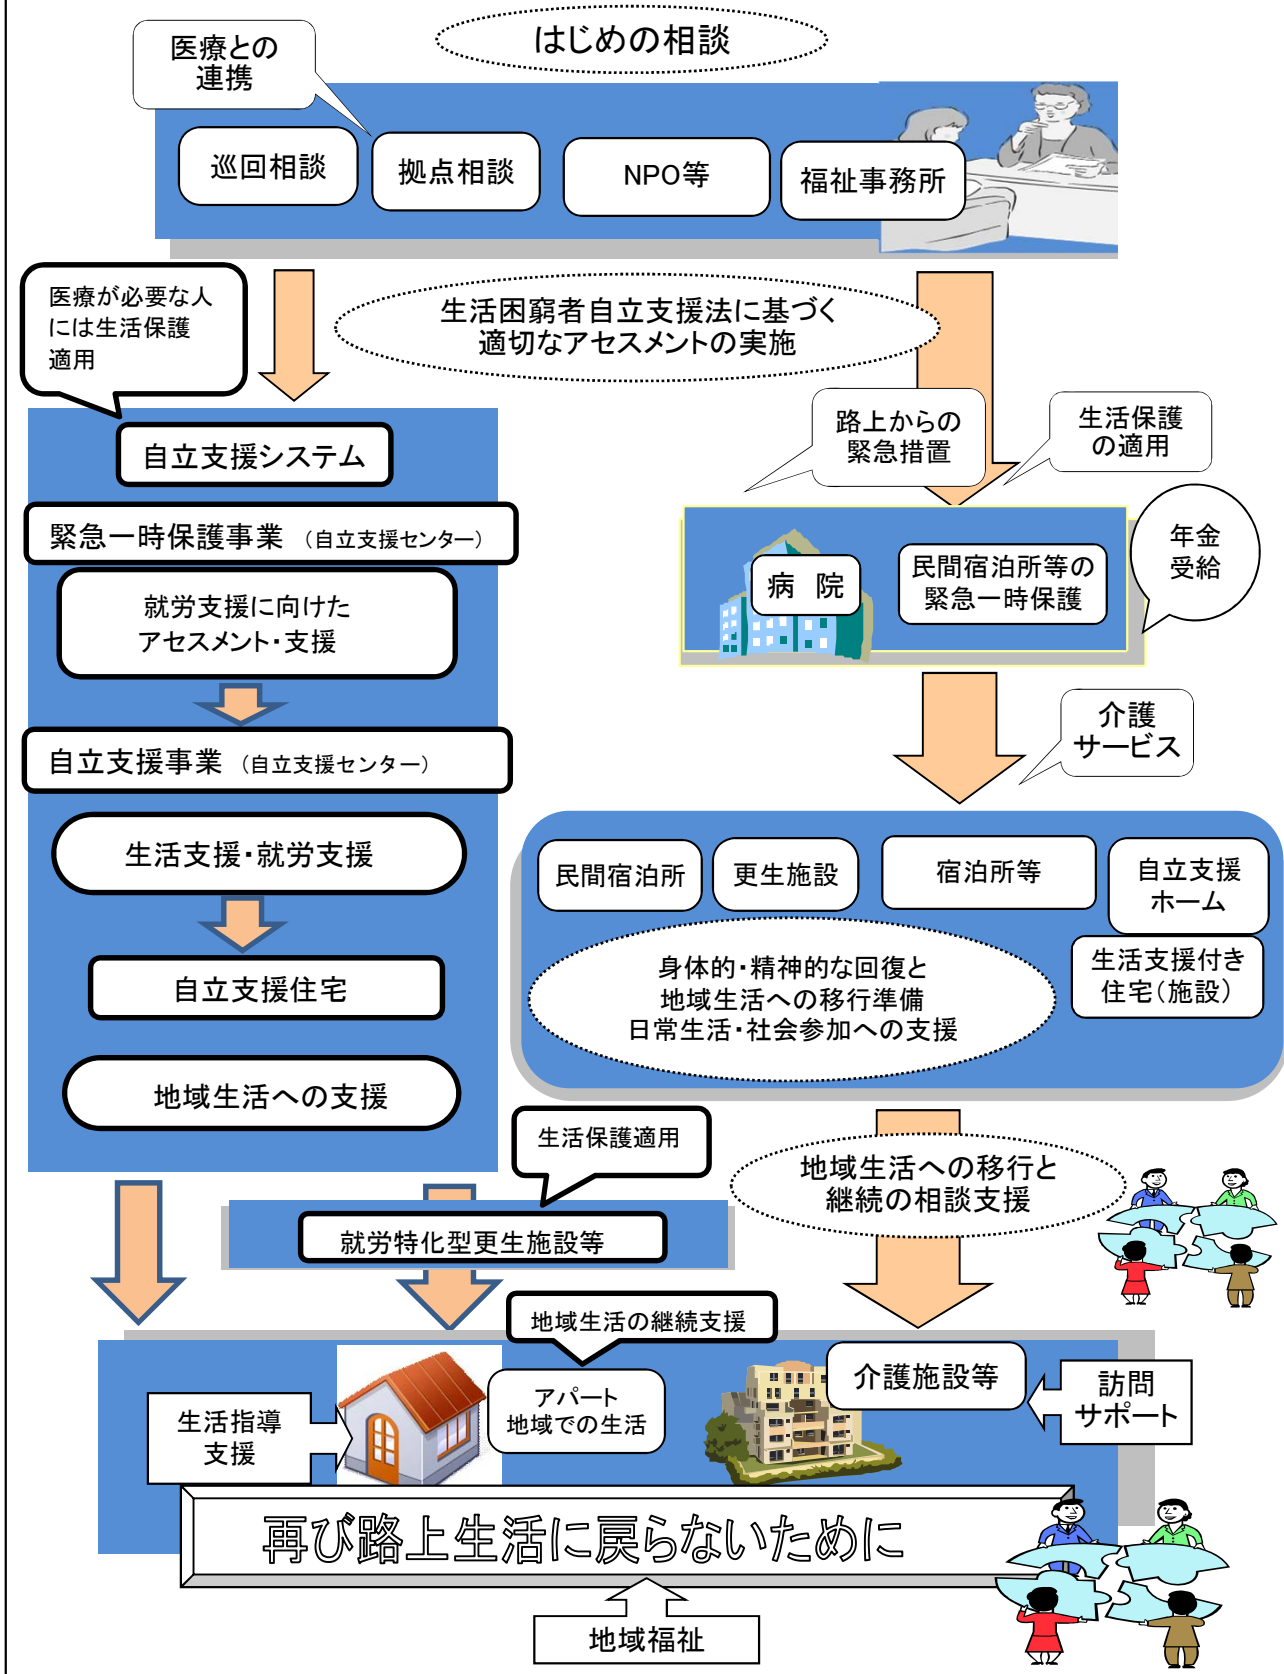 はじめの相談
医療との
連携
巡回相談
拠点相談
NPO等
福祉事務所
医療が必要な人
には生活保護
適用
生活困窮者自立支援法に基づく
適切なアセスメントの実施
路上からの
緊急措置
生活保護
の適用
年金
受給
自立支援システム
緊急一時保護事業 （自立支援センター）
就労支援に向けた
アセスメント・支援
病 院
民間宿泊所等の
緊急一時保護
自立支援事業 （自立支援センター）
介護
サービス
生活支援・就労支援
民間宿泊所
更生施設
宿泊所等
自立支援
ホーム
生活支援付き
住宅（施設）
身体的・精神的な回復と
地域生活への移行準備
日常生活・社会参加への支援
自立支援住宅
地域生活への支援
生活保護適用
地域生活への移行と
継続の相談支援
就労特化型更生施設等
地域生活の継続支援
生活指導
支援
アパート
地域での生活
介護施設等
訪問
サポート
再び路上生活に戻らないために
地域福祉